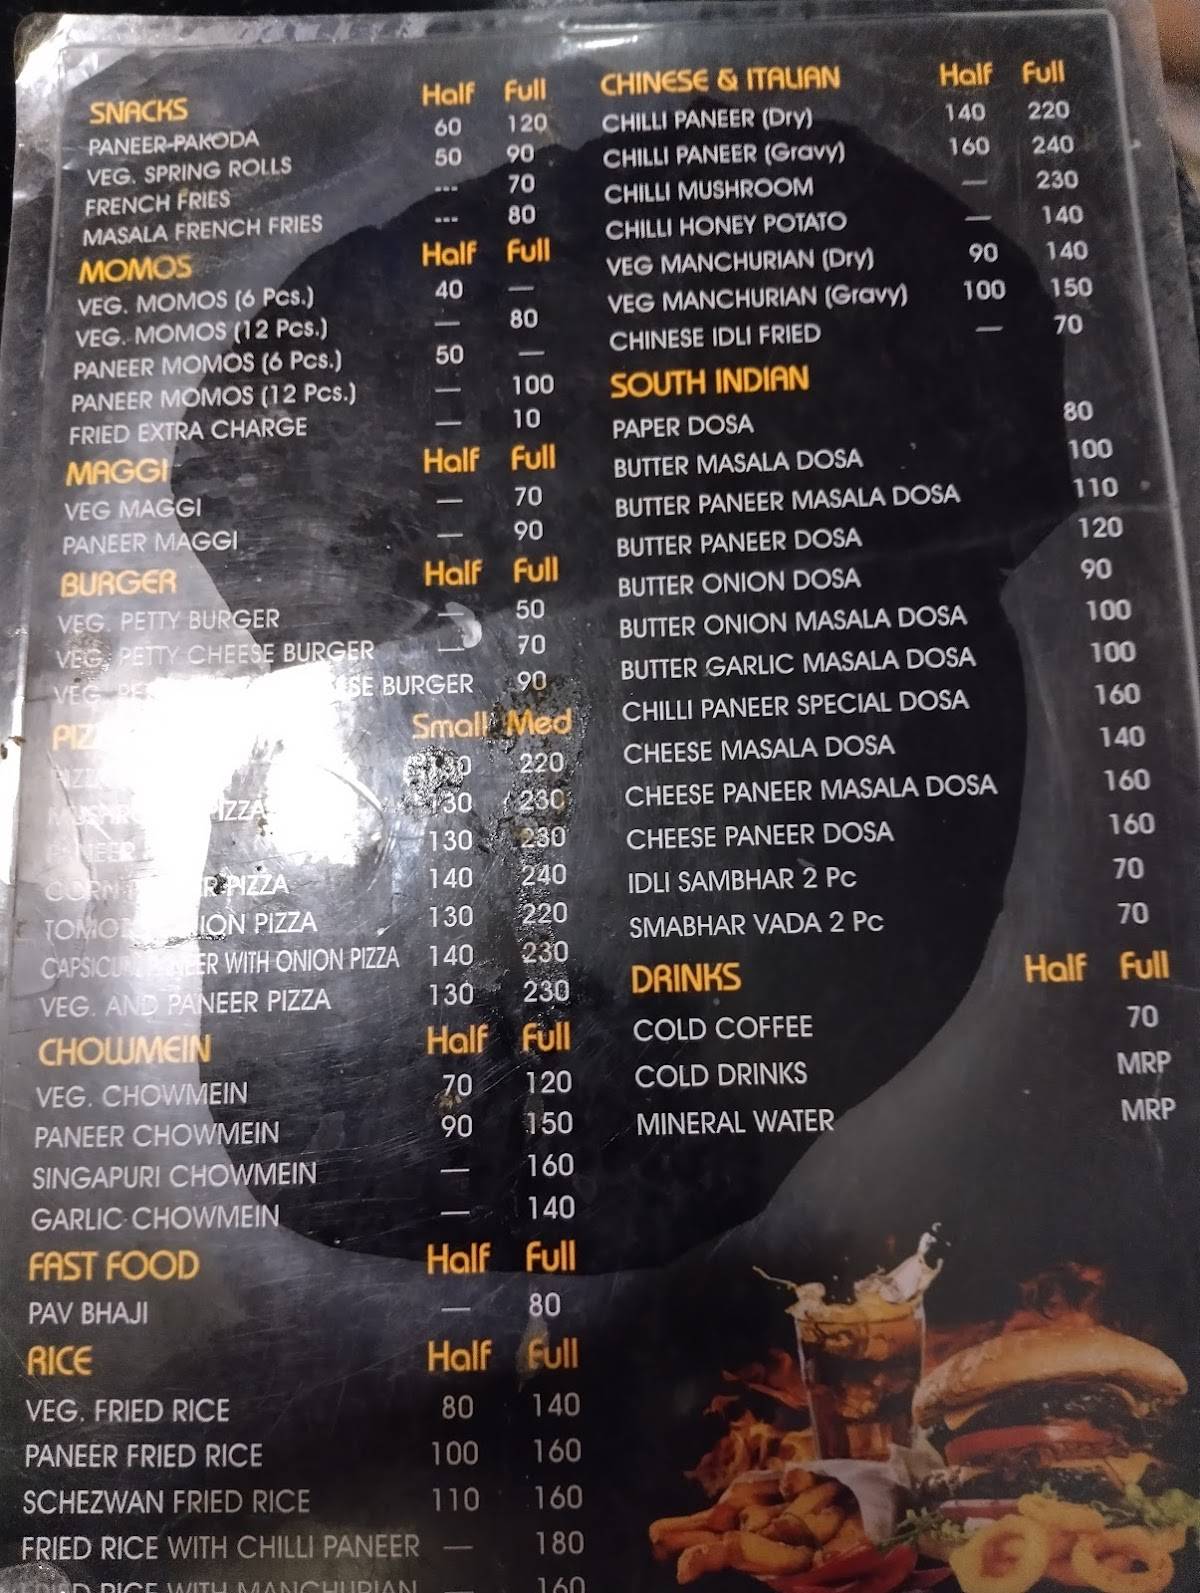 SNACKS Half Full
PANEER-PAKODA 60 120
VEG. SPRING ROLLS 50 90
FRENCH FRIES --- 70
MASALA FRENCH FRIES --- 80
MOMOS Half Full
VEG. MOMOS (6 Pcs.) 40 —
VEG. MOMOS (12 Pcs.) — 80
PANEER MOMOS (6 Pcs.) 50 —
PANEER MOMOS (12 Pcs.) — 100
FRIED EXTRA CHARGE — 10
MAGGI Half Full
VEG MAGGI — 70
PANEER MAGGI — 90
BURGER Half Full
VEG. PETTY BURGER — 50
VEG. PETTY CHEESE BURGER — 70
VEG. BURGER 90
Small Med
220
130 230
PANEER 130 230
CORN PIZZA 140 240
PIZZA 130 220
WITH ONION PIZZA 140 230
VEG. AND PANEER PIZZA 130 230
CHOWMEIN Half Full
VEG. CHOWMEIN 70 120
PANEER CHOWMEIN 90 150
SINGAPURI CHOWMEIN — 160
GARLIC CHOWMEIN — 140
FAST FOOD Half Full
PAV BHAJI — 80
RICE Half Full
VEG. FRIED RICE 80 140
PANEER FRIED RICE 100 160
SCHEZWAN FRIED RICE 110 160
FRIED RICE WITH CHILLI PANEER — 180
FRIED RICE WITH MANCHURIAN — 160
CHINESE & ITALIAN Half Full
CHILLI PANEER (Dry) 140 220
CHILLI PANEER (Gravy) 160 240
CHILLI MUSHROOM — 230
CHILLI HONEY POTATO — 140
VEG MANCHURIAN (Dry) 90 140
VEG MANCHURIAN (Gravy) 100 150
CHINESE IDLI FRIED — 70
SOUTH INDIAN
PAPER DOSA 80
BUTTER MASALA DOSA 100
BUTTER PANEER MASALA DOSA 110
BUTTER PANEER DOSA 120
BUTTER ONION DOSA 90
BUTTER ONION MASALA DOSA 100
BUTTER GARLIC MASALA DOSA 100
CHILLI PANEER SPECIAL DOSA 160
CHEESE MASALA DOSA 140
CHEESE PANEER MASALA DOSA 160
CHEESE PANEER DOSA 160
IDLI SAMBHAR 2 Pc 70
SMABHAR VADA 2 Pc 70
DRINKS Half Full
COLD COFFEE 70
COLD DRINKS MRP
MINERAL WATER MRP